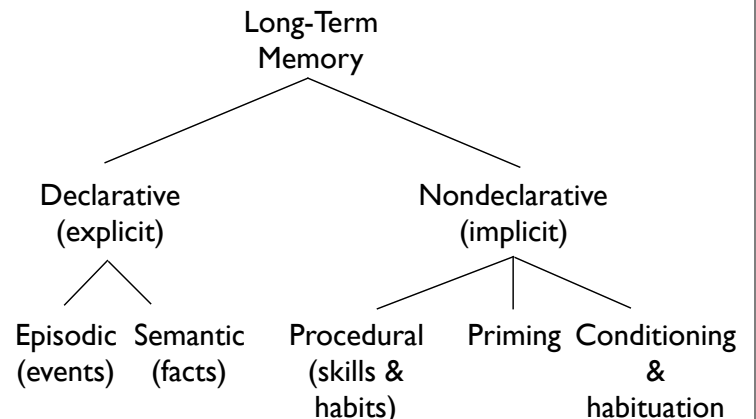 Long-Term
Memory
Declarative
(explicit)
Nondeclarative
(implicit)
Episodic
(events)
Semantic
(facts)
Procedural
(skills &
habits)
Priming
Conditioning
&
habituation